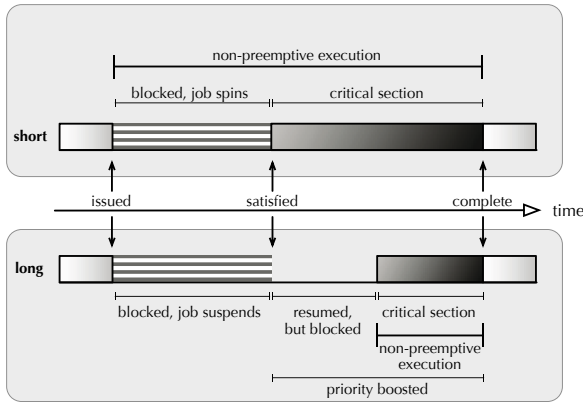 non-preemptive execution
blocked, job spins
critical section
short
issued
satisfied
complete
time
long
blocked, job suspends
resumed,
but blocked
critical section
non-preemptive
execution
priority boosted